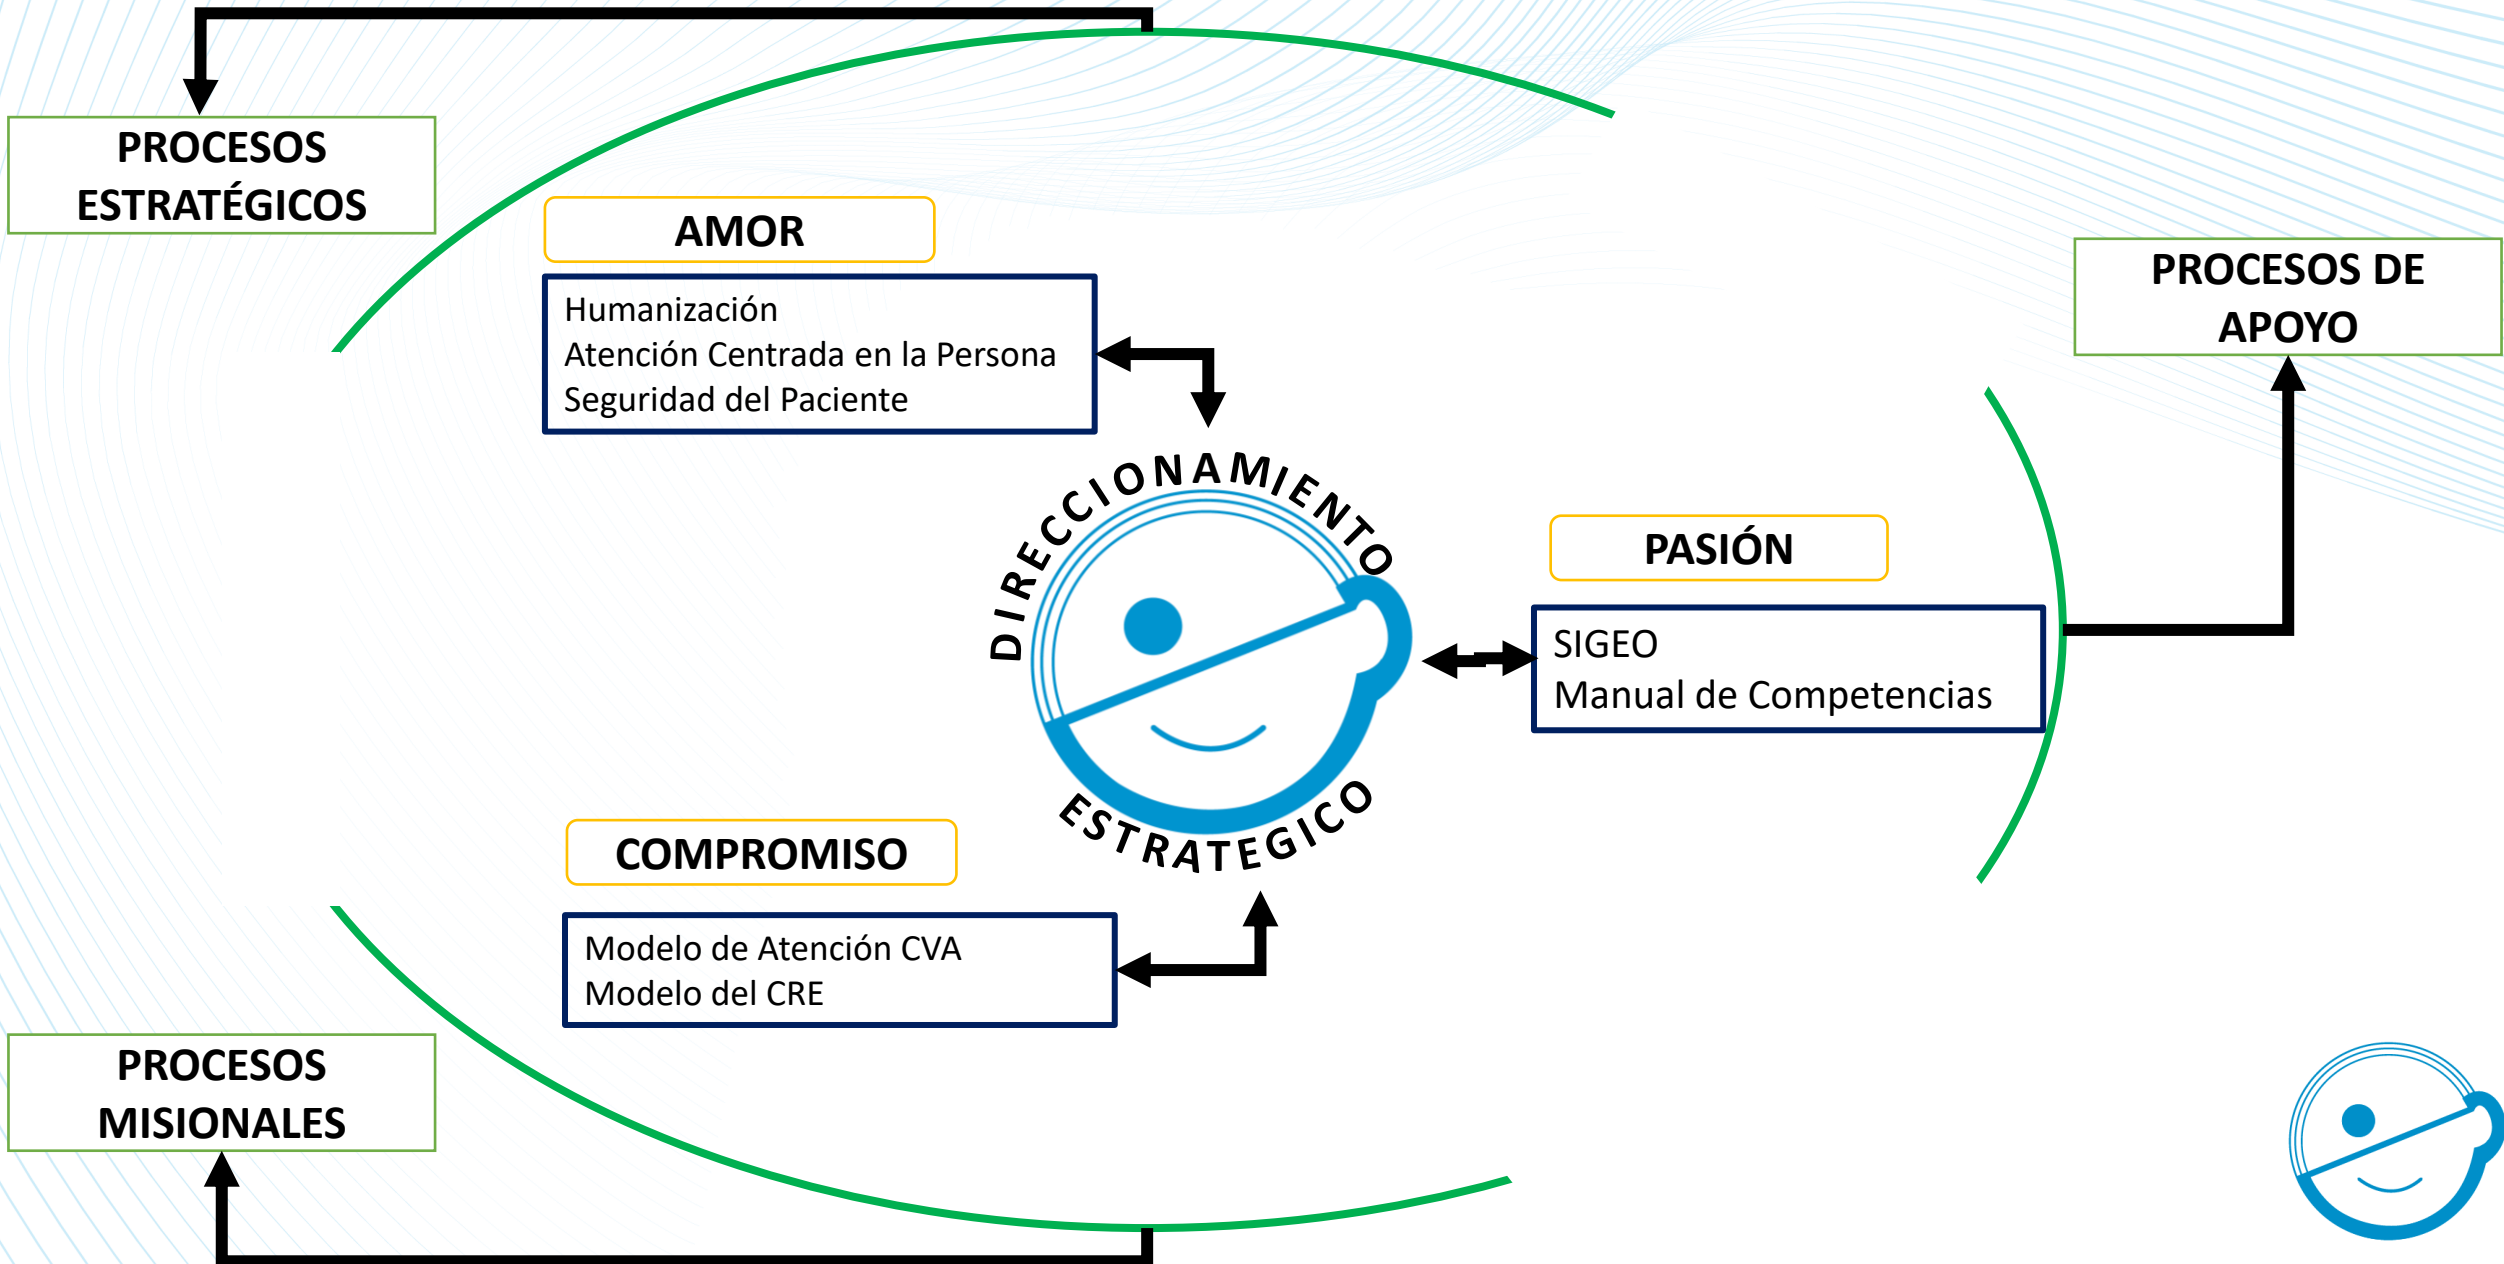 PROCESOS
ESTRATÉGICOS
AMOR
Humanización
Atención Centrada en la Persona
Seguridad del Paciente
PROCESOS DE
APOYO
DIRECCIONAMIENTO
ESTRATEGICO
PASIÓN
SIGEO
Manual de Competencias
COMPROMISO
Modelo de Atención CVA
Modelo del CRE
PROCESOS
MISIONALES